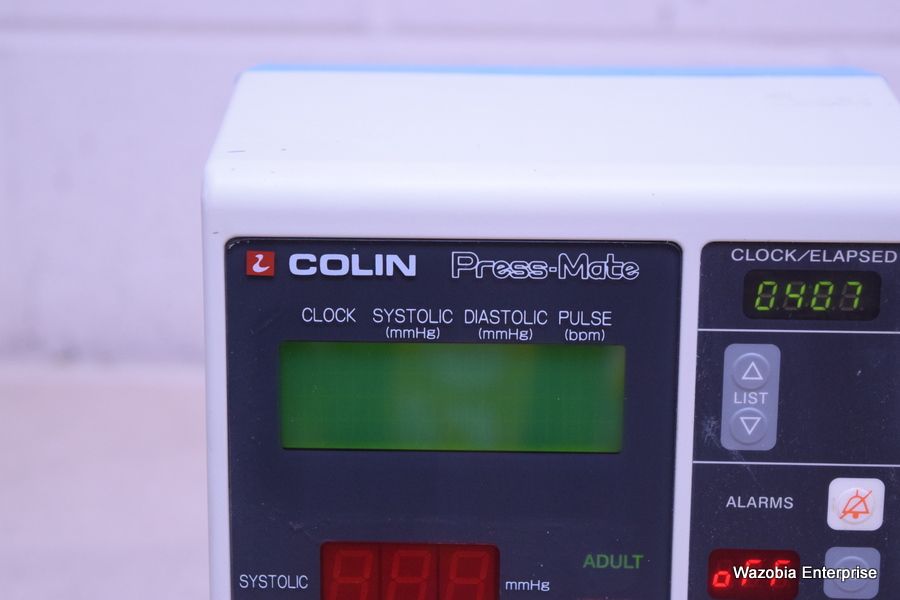 COLIN Press-Mate
CLOCK SYSTOLIC DIASTOLIC PULSE
(mmHg) (mmHg) (bpm)
SYSTOLIC mmHg
ADULT
CLOCK/ELAPSED
0407
LIST
ALARMS
oFF
Wazobia Enterprise